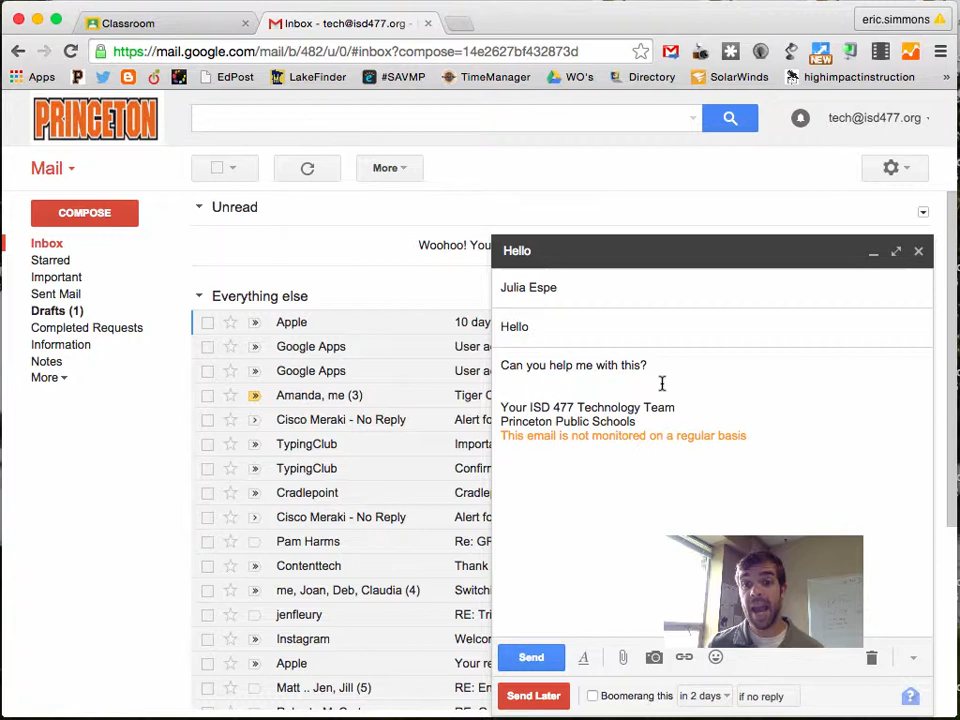 Classroom
Inbox - tech@isd477.org -
eric.simmons
https://mail.google.com/mail/b/482/u/0/#inbox?compose=14e2627bf432873d
NEW
Apps
EdPost
LakeFinder
#SAVMP
TimeManager
WO's
Directory
SolarWinds
highimpactinstruction
»
PRINCETON
tech@isd477.org
Mail
More
COMPOSE
Unread
Inbox
Starred
Important
Sent Mail
Drafts (1)
Completed Requests
Information
Notes
More
Woohoo! You
Everything else
Apple 10 day
Google Apps User a
Google Apps User a
Amanda, me (3) Tiger C
Cisco Meraki - No Reply Alert fo
TypingClub Importa
TypingClub Confirr
Cradlepoint Cradle
Cisco Meraki - No Reply Alert fo
Pam Harms Re: GF
Contenttech Thank
me, Joan, Deb, Claudia (4) Switchi
jenfleury RE: Tri
Instagram Welco
Apple Your re
Matt .. Jen, Jill (5) RE: En
Hello
Julia Espe
Hello
Can you help me with this?
Your ISD 477 Technology Team
Princeton Public Schools
This email is not monitored on a regular basis
Send
A
Send Later
Boomerang this
in 2 days
if no reply